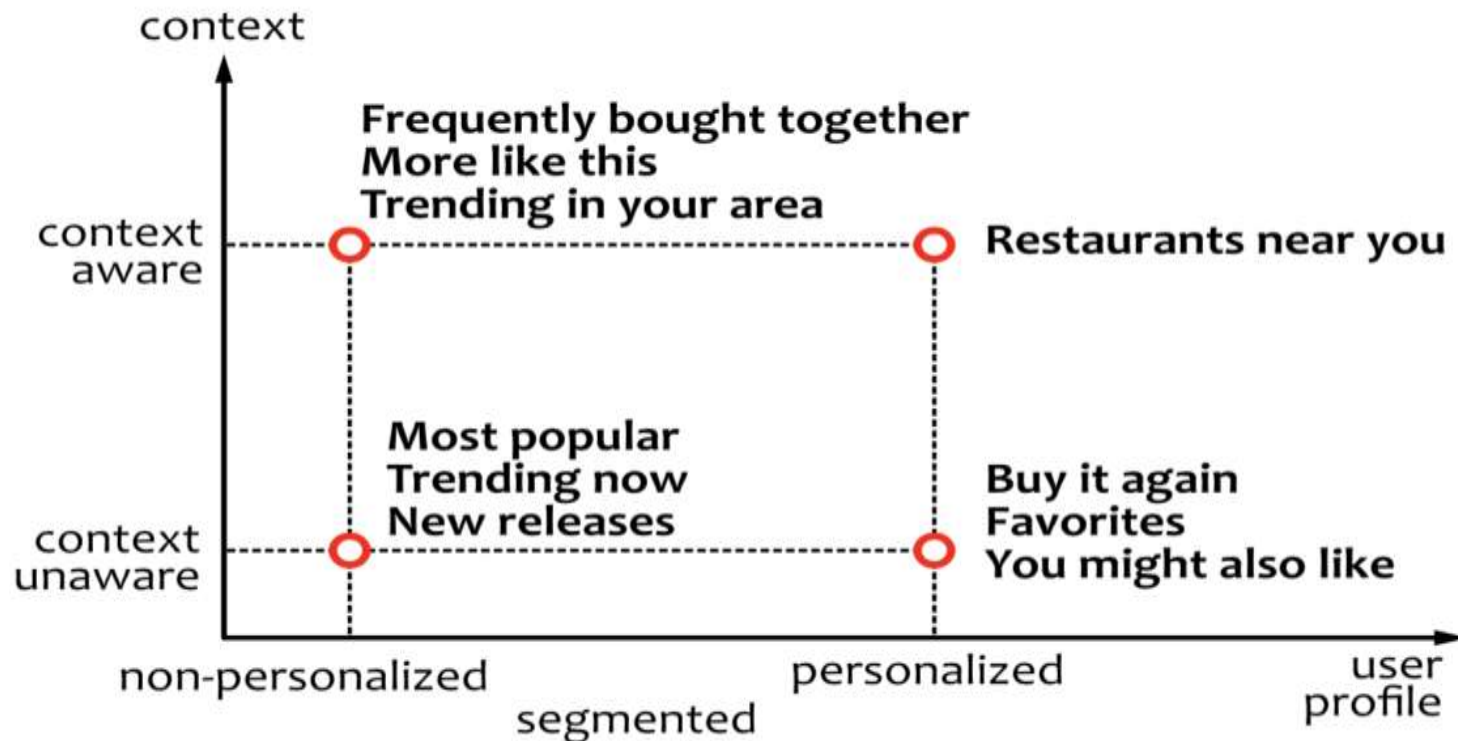 context
Frequently bought together
More like this
Trending in your area
context
aware
Restaurants near you
Most popular
Trending now
New releases
context
unaware
Buy it again
Favorites
You might also like
non-personalized
segmented
personalized
user
profile